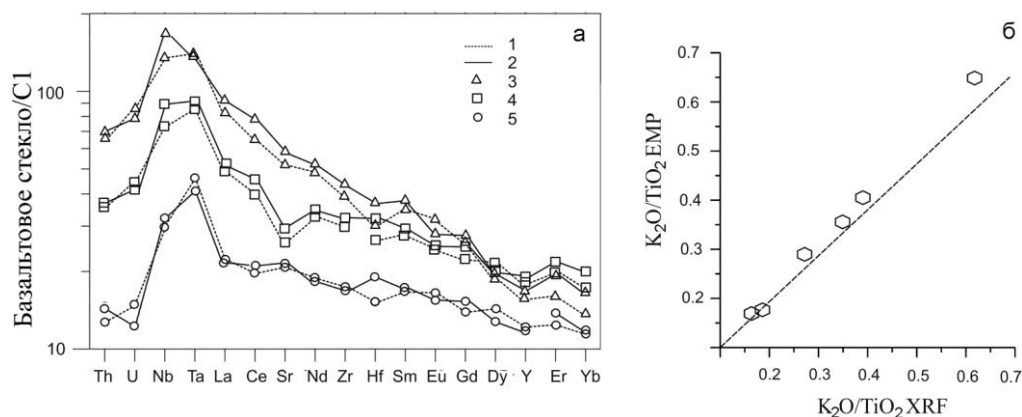 а
100
10
Базальтовое стекло/C1
1
2
3
4
5
Th U Nb Ta La Ce Sr Nd Zr Hf Sm Eu Gd Dy Y Er Yb
б
0.7
0.6
0.5
0.4
0.3
0.2
K2O/TiO2 EMP
0.2 0.3 0.4 0.5 0.6 0.7
K2O/TiO2 XRF